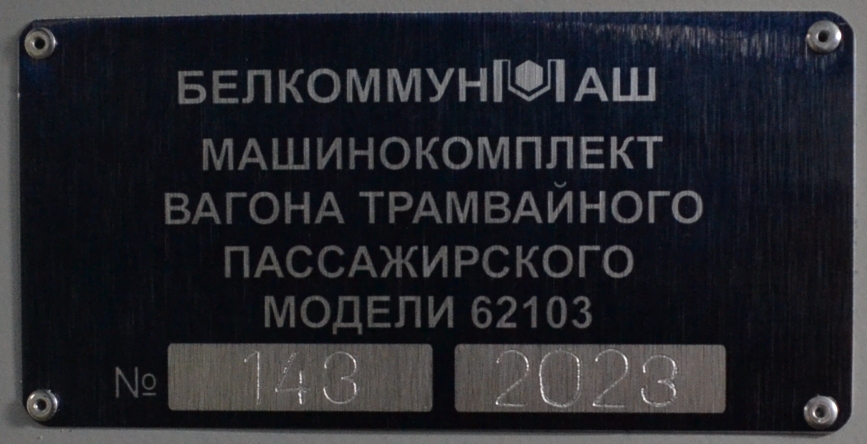 БЕЛКОММУНМАШ
МАШИНОКОМПЛЕКТ
ВАГОНА ТРАМВАЙНОГО
ПАССАЖИРСКОГО
МОДЕЛИ 62103
№ 143 2023